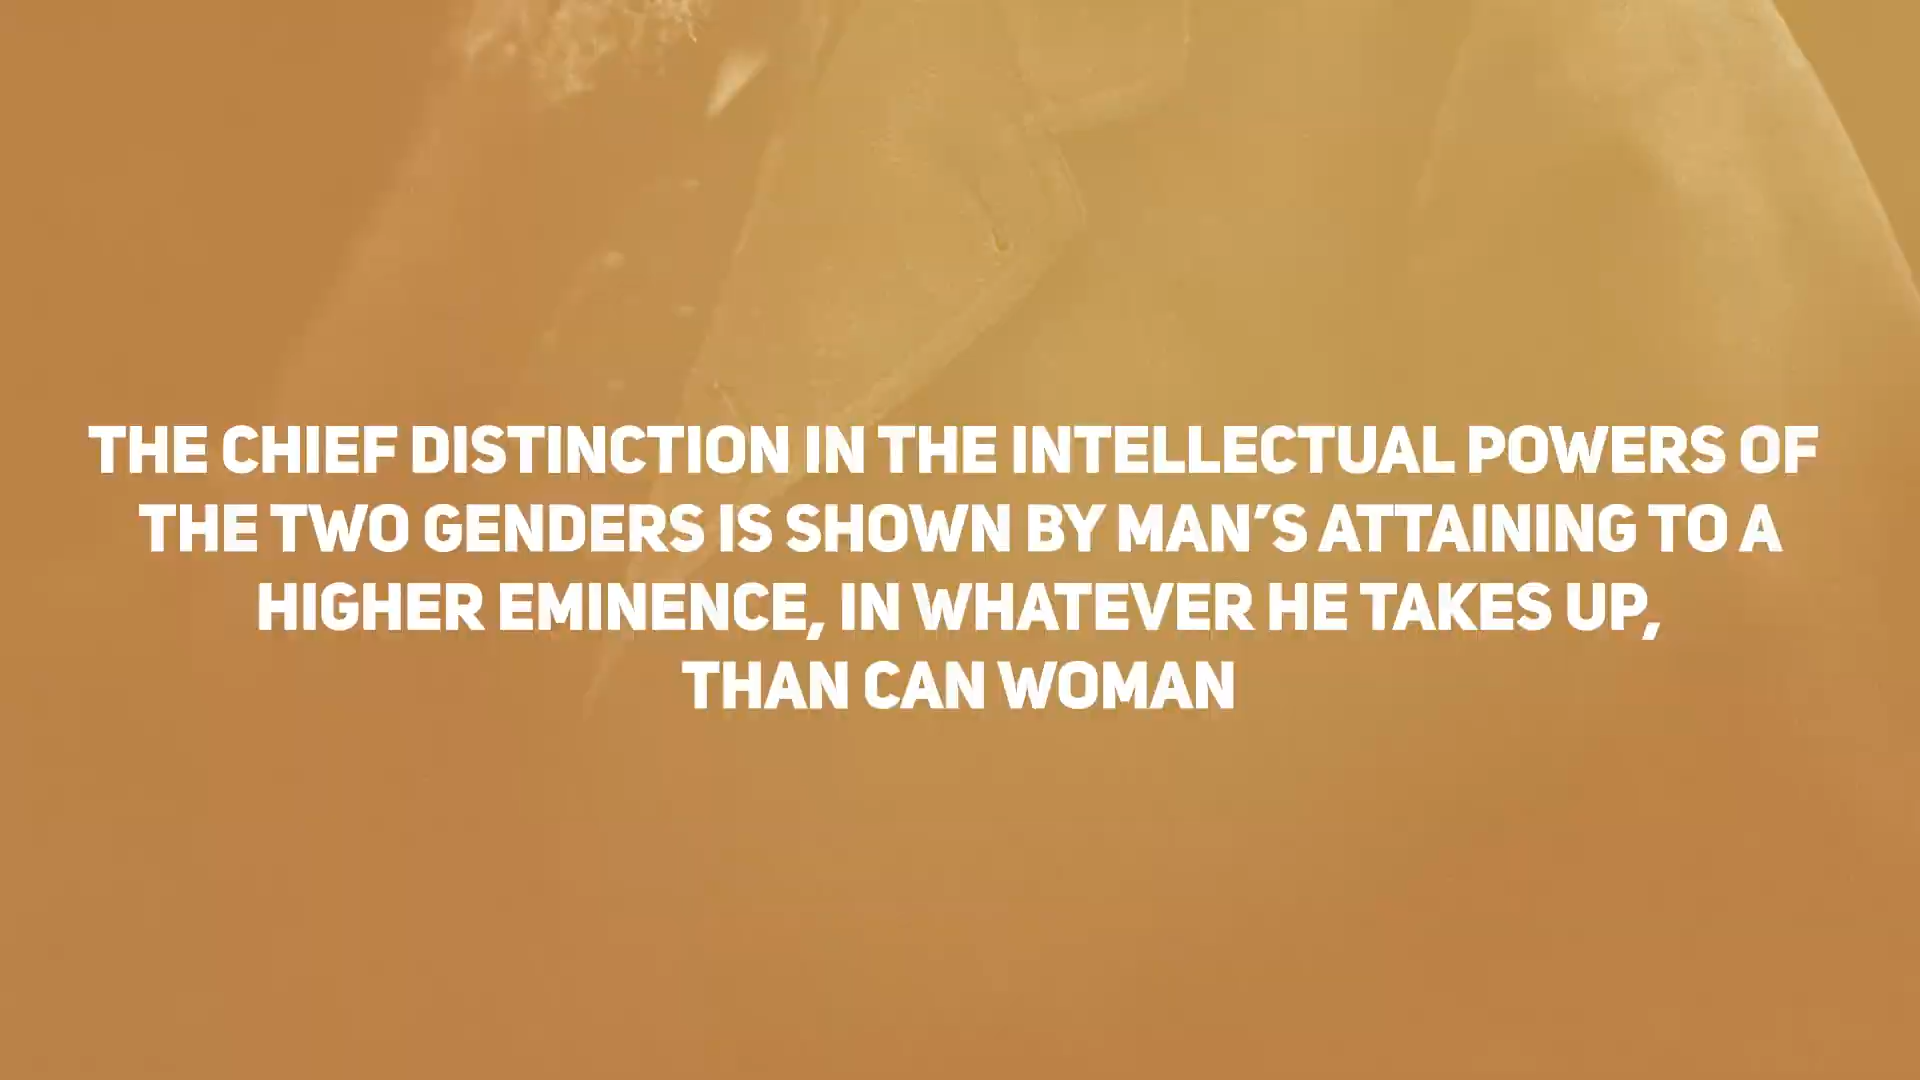 THE CHIEF DISTINCTION IN THE INTELLECTUAL POWERS OF
THE TWO GENDERS IS SHOWN BY MAN’S ATTAINING TO A
HIGHER EMINENCE, IN WHATEVER HE TAKES UP,
THAN CAN WOMAN